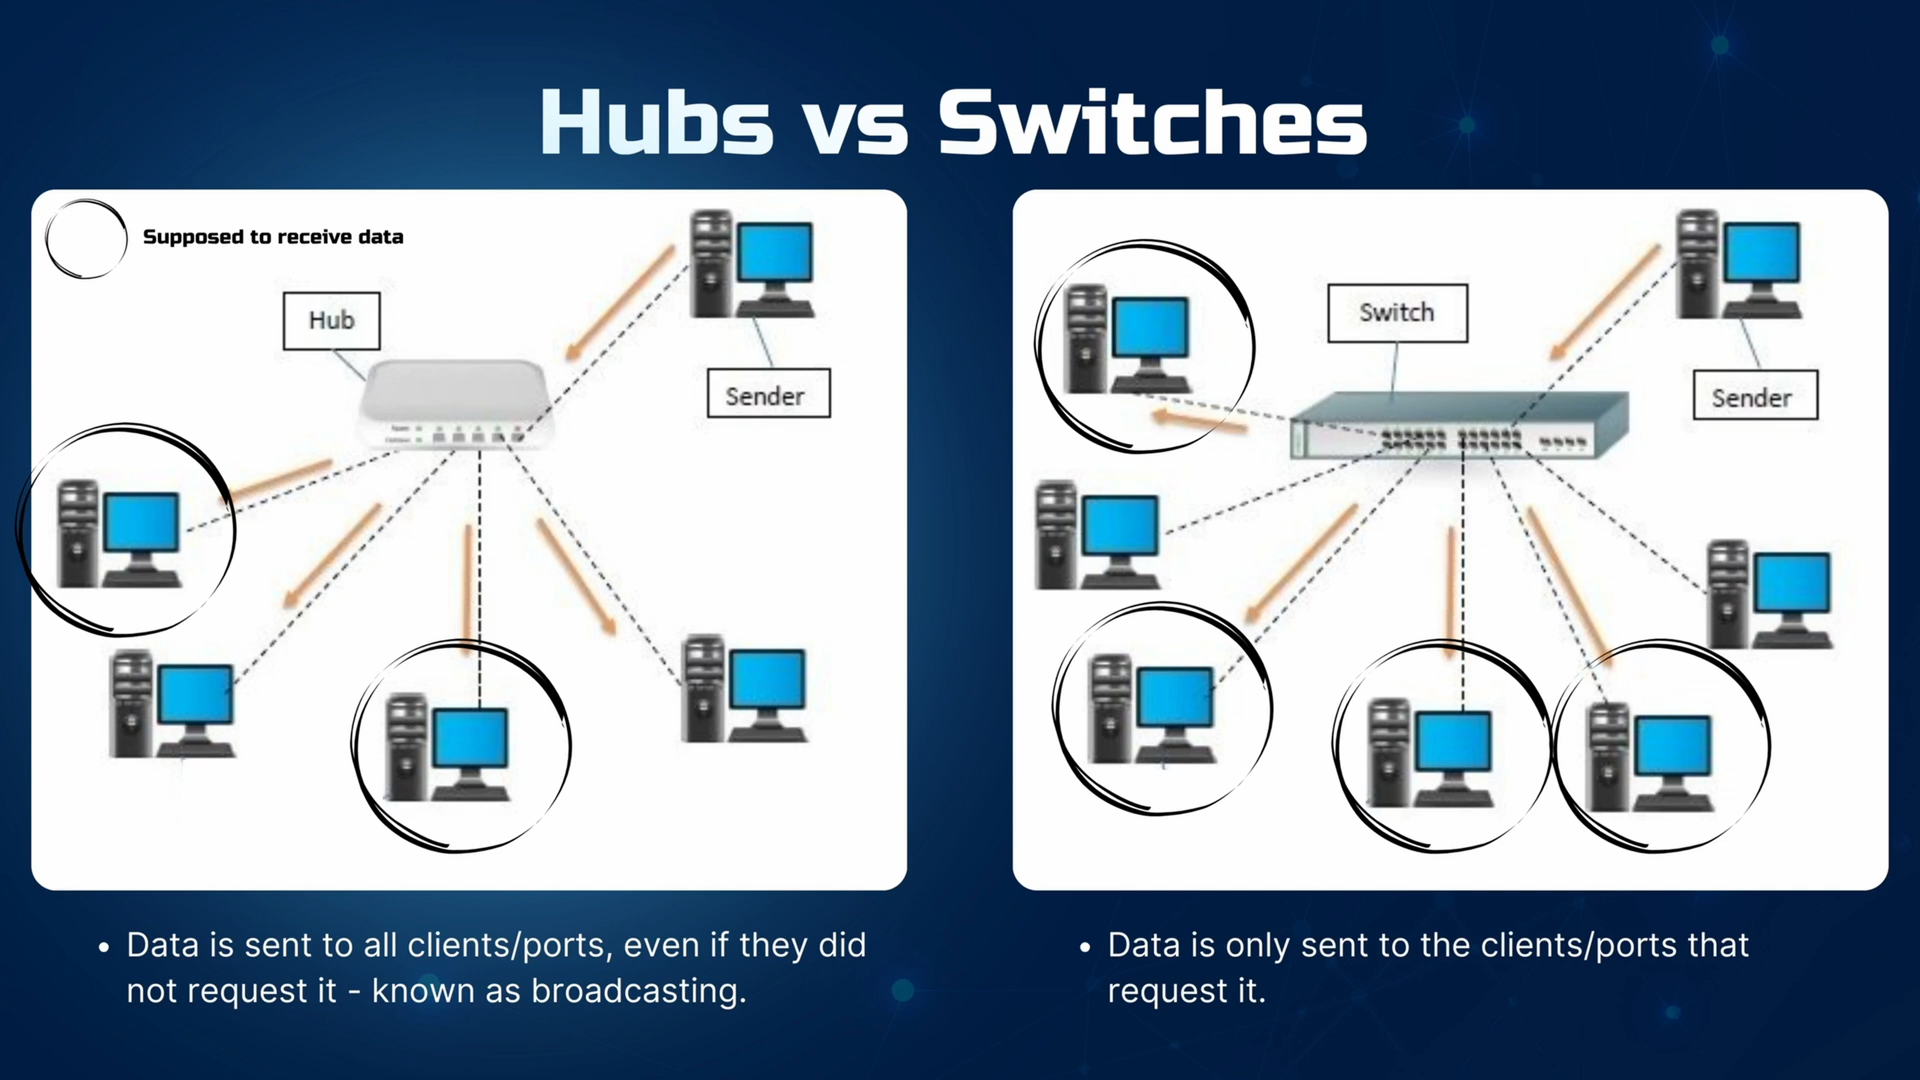 Hubs vs Switches
Supposed to receive data
Hub
Sender
Switch
Sender
• Data is sent to all clients/ports, even if they did
not request it - known as broadcasting.
• Data is only sent to the clients/ports that
request it.